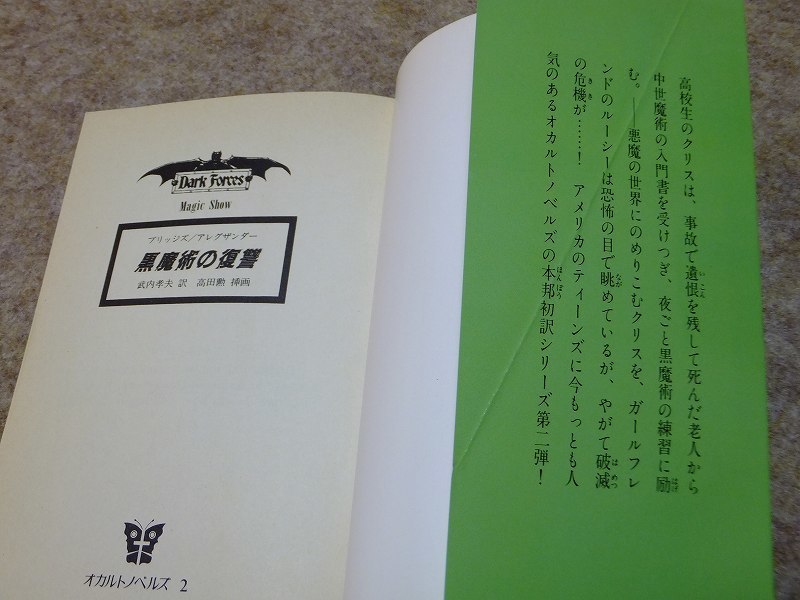 高校生のクリスは、事故で遺恨を残して死んだ老人から
中世魔術の入門書を受けつぎ、夜ごと黒魔術の練習に励
む。――悪魔の世界にのめりこむクリスを、ガールフレ
ンドのルーシーは恐怖の目で眺めているが、やがて破滅
の危機が……！　アメリカのティーンズに今もっとも人
気のあるオカルトノベルズの本邦初訳シリーズ第二弾！
Dark Forces
Magic Show
ブリッジズ／アレグザンダー
黒魔術の復讐
武内孝夫 訳　高田勲 挿画
オカルトノベルズ 2